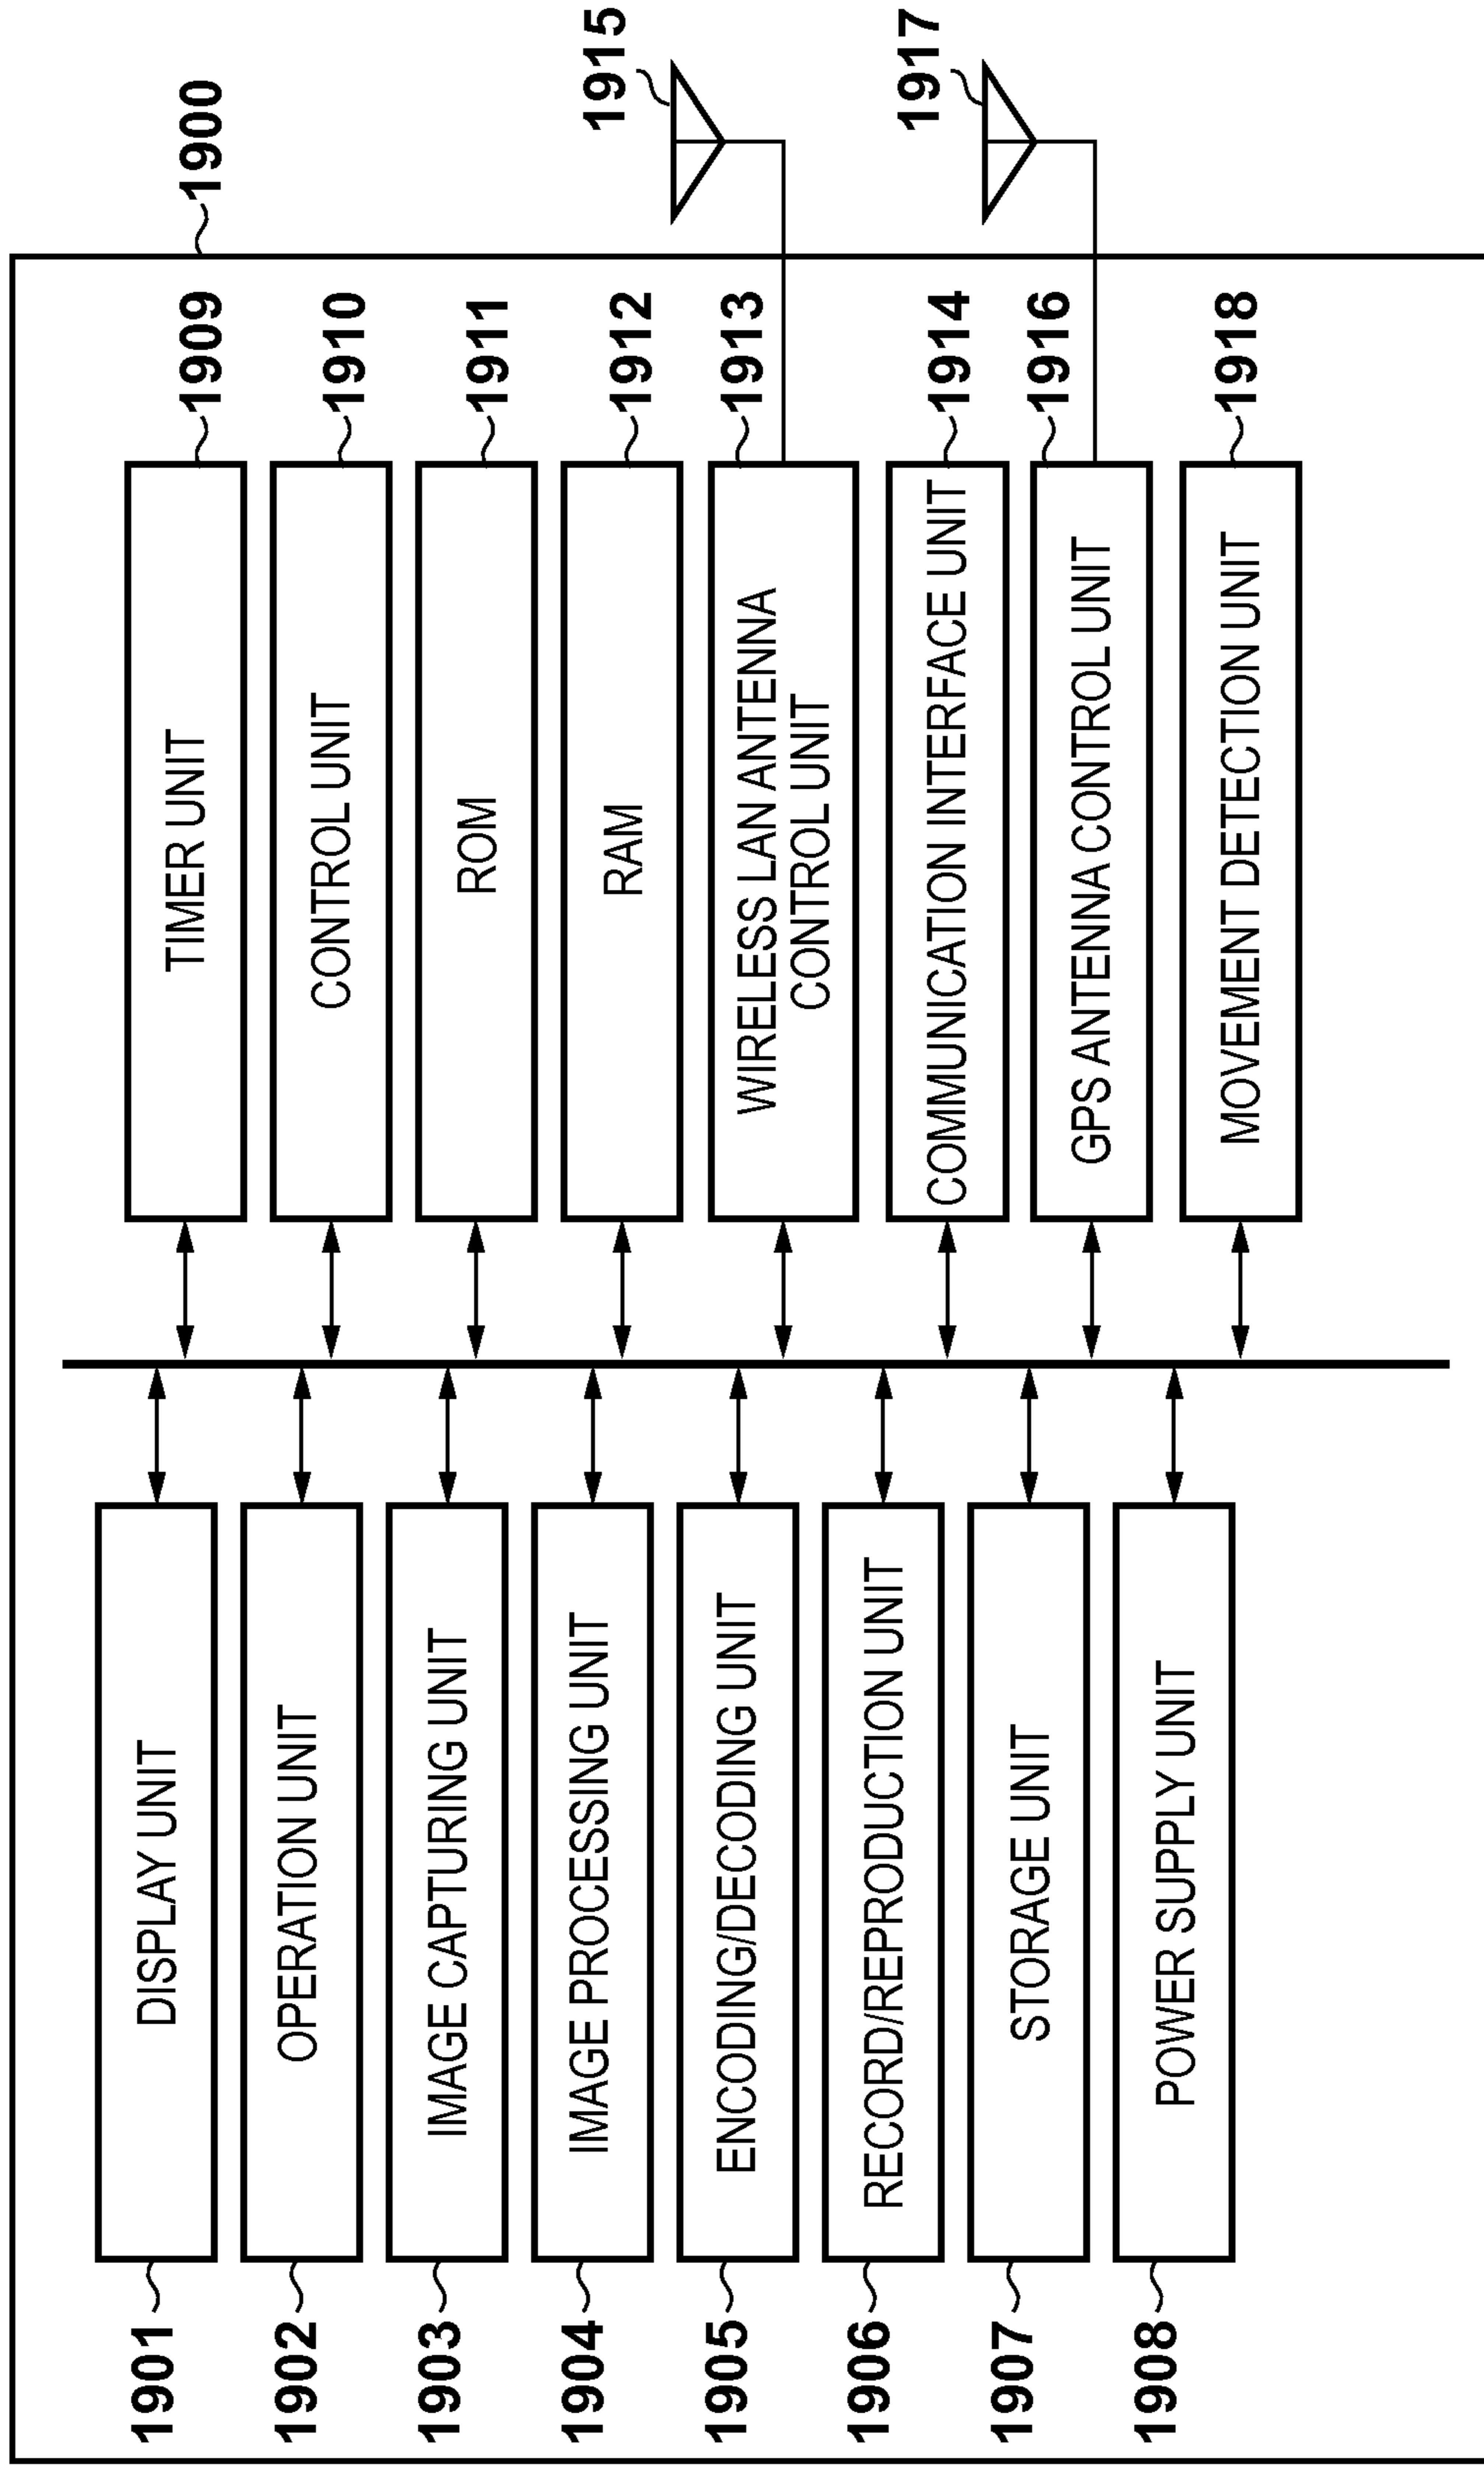 1900
1901
DISPLAY UNIT
1902
OPERATION UNIT
1903
IMAGE CAPTURING UNIT
1904
IMAGE PROCESSING UNIT
1905
ENCODING/DECODING UNIT
1906
RECORD/REPRODUCTION UNIT
1907
STORAGE UNIT
1908
POWER SUPPLY UNIT
TIMER UNIT
1909
CONTROL UNIT
1910
ROM
1911
RAM
1912
WIRELESS LAN ANTENNA
CONTROL UNIT
1913
1915
COMMUNICATION INTERFACE UNIT
1914
GPS ANTENNA CONTROL UNIT
1916
1917
MOVEMENT DETECTION UNIT
1918